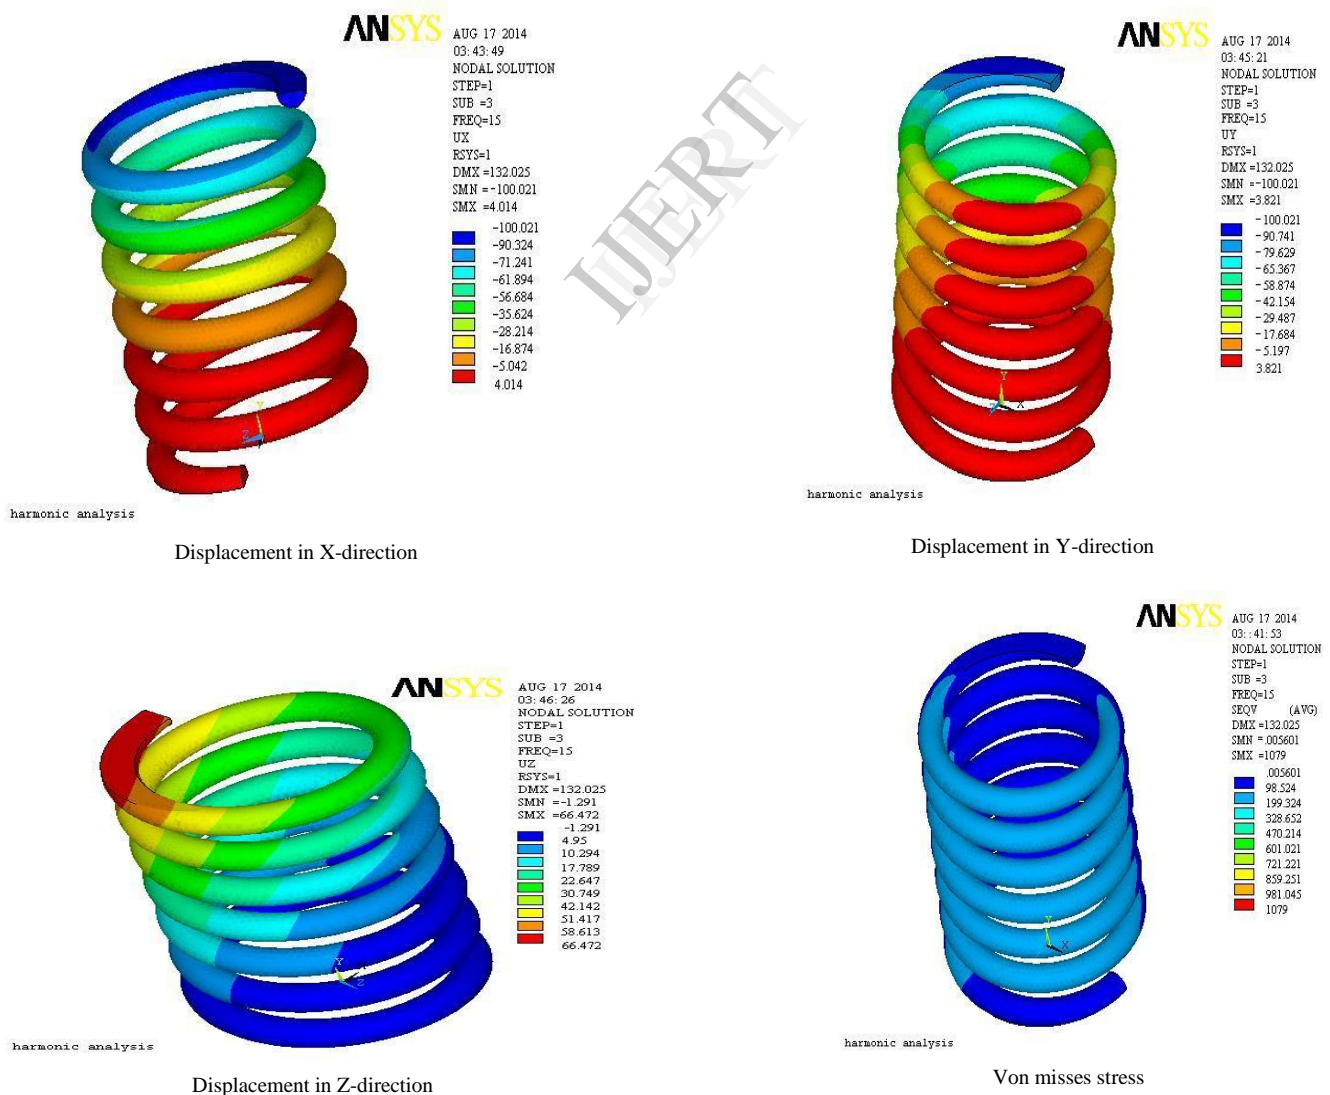 ANSYS
AUG 17 2014
03:43:49
NODAL SOLUTION
STEP=1
SUB =3
FREQ=15
UX
RSYS=1
DMX =132.025
SMN =-100.021
SMX =4.014
-100.021
-90.324
-71.241
-61.894
-56.684
-35.624
-28.214
-16.874
-5.042
4.014
Y
Z
harmonic analysis
Displacement in X-direction
IJERT
ANSYS
AUG 17 2014
03:45:21
NODAL SOLUTION
STEP=1
SUB =3
FREQ=15
UY
RSYS=1
DMX =132.025
SMN =-100.021
SMX =3.821
-100.021
-90.741
-79.629
-65.367
-58.874
-42.154
-29.487
-17.684
-5.197
3.821
Y
Z
X
harmonic analysis
Displacement in Y-direction
ANSYS
AUG 17 2014
03:46:26
NODAL SOLUTION
STEP=1
SUB =3
FREQ=15
UZ
RSYS=1
DMX =132.025
SMN =-1.291
SMX =66.472
-1.291
4.95
10.294
17.789
22.647
30.749
42.142
51.417
58.613
66.472
Y
X
Z
harmonic analysis
Displacement in Z-direction
ANSYS
AUG 17 2014
03::41:53
NODAL SOLUTION
STEP=1
SUB =3
FREQ=15
SEQV (AVG)
DMX =132.025
SMN =.005601
SMX =1079
.005601
98.524
199.324
328.652
470.214
601.021
721.221
859.251
981.045
1079
Y
X
harmonic analysis
Von misses stress